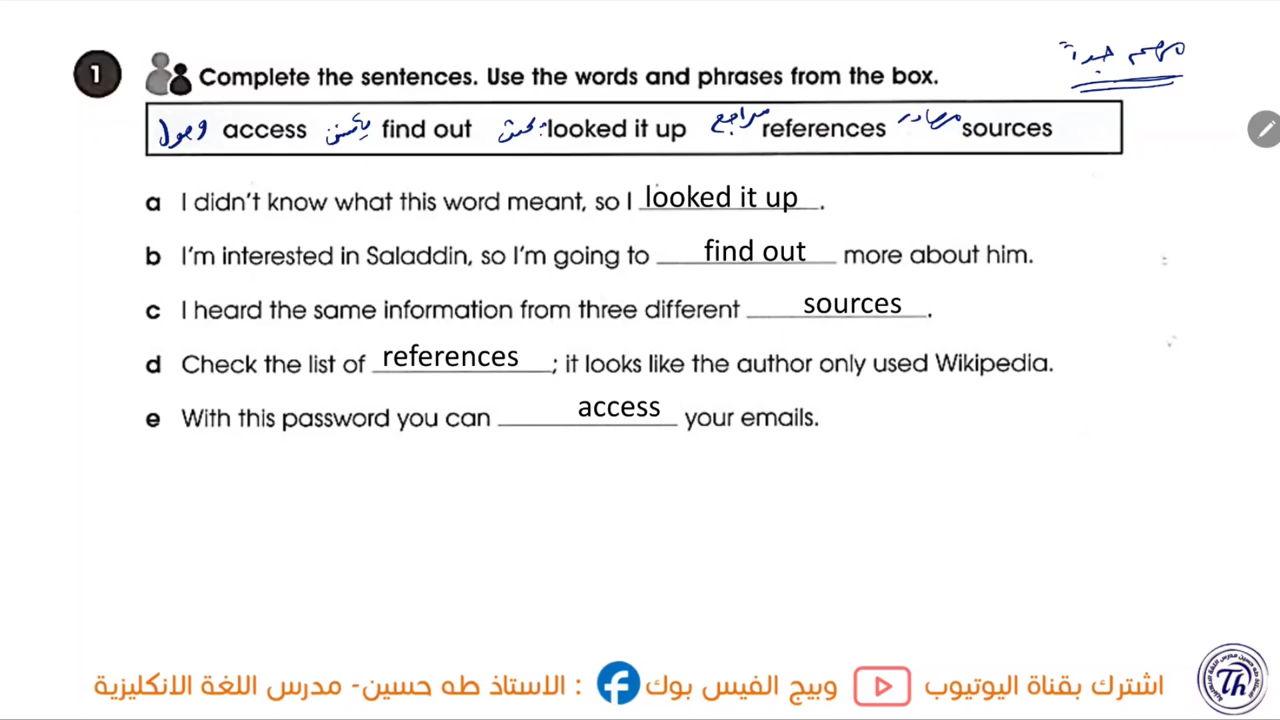 مهم جداً
1 Complete the sentences. Use the words and phrases from the box.
وصول access find out looked it up مراجع references مصادر sources
a I didn't know what this word meant, so I looked it up.
b I'm interested in Saladdin, so I'm going to find out more about him.
c I heard the same information from three different sources.
d Check the list of references; it looks like the author only used Wikipedia.
e With this password you can access your emails.
اشترك بقناة اليوتيوب وبيج الفيس بوك : الاستاذ طه حسين- مدرس اللغة الانكليزية
Th